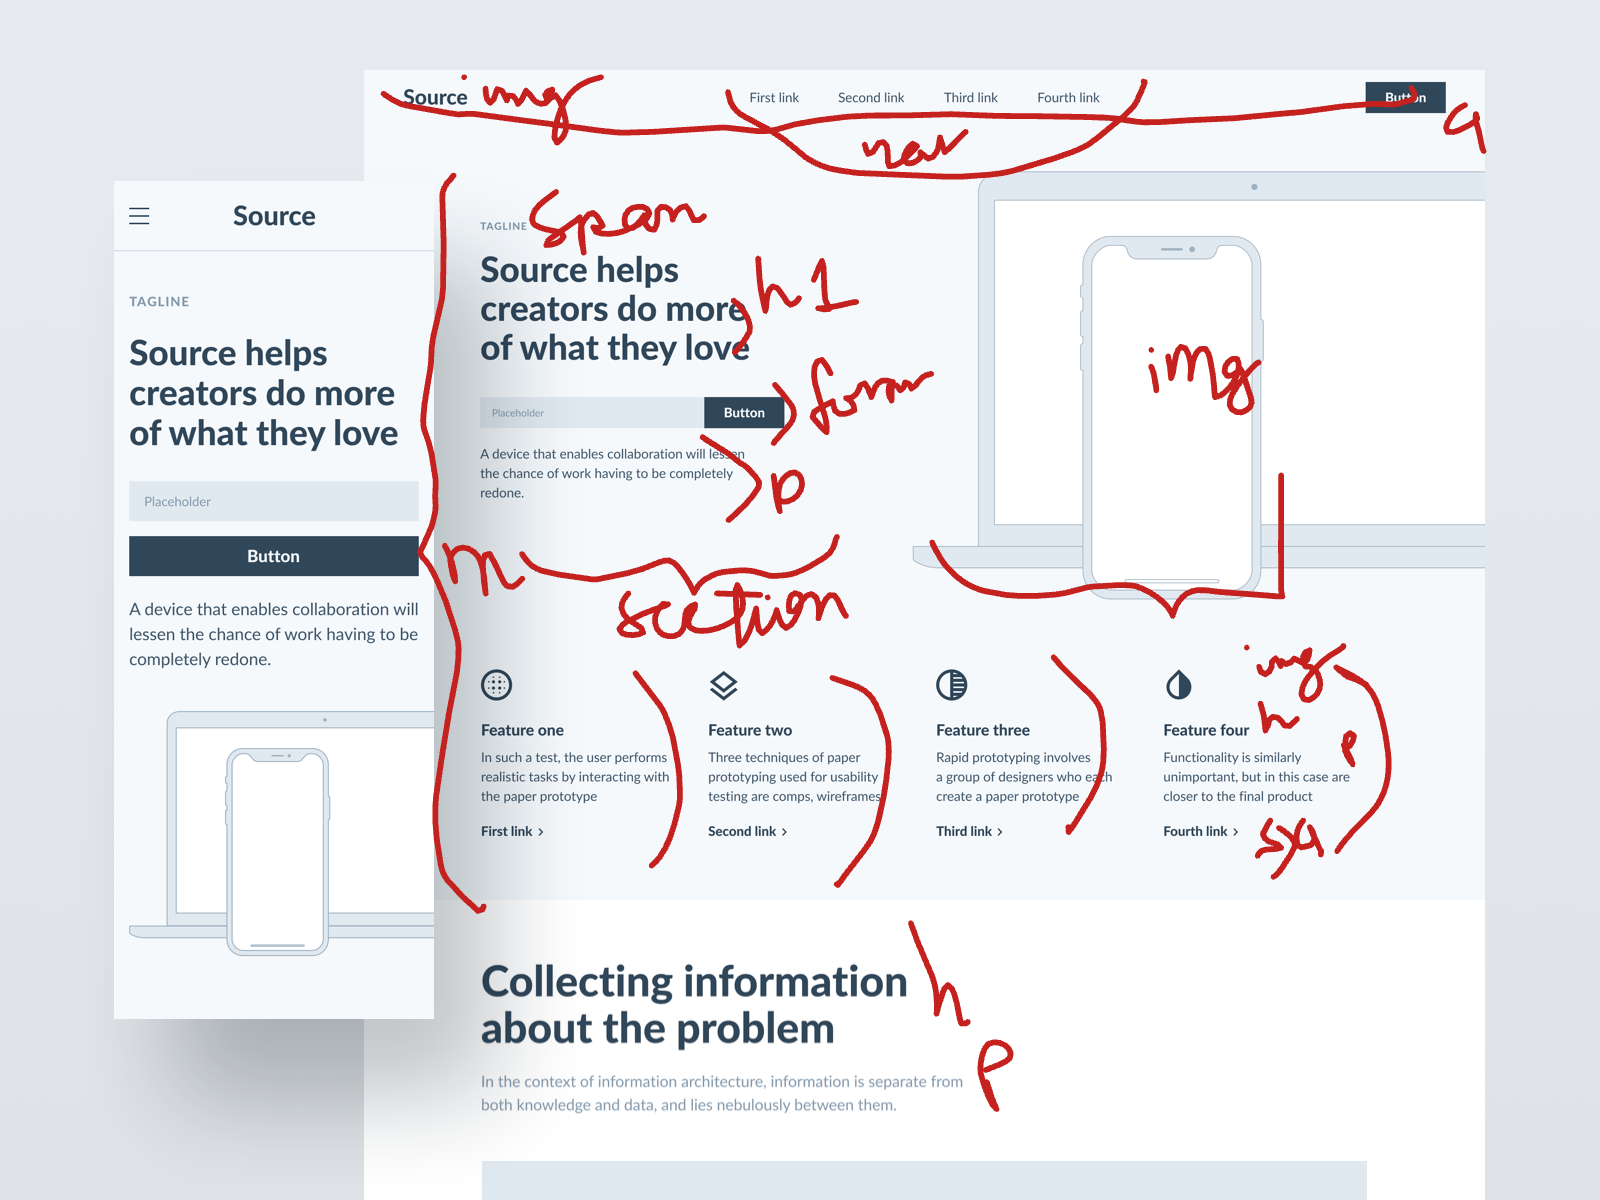 Source img First link Second link Third link Fourth link Button
a
nav
Source
TAGLINE span
TAGLINE
Source helps
creators do more
of what they love
h1
Placeholder Button
form
A device that enables collaboration will lessen
the chance of work having to be completely
redone.
p
img
Source helps
creators do more
of what they love
Placeholder
Button
A device that enables collaboration will
lessen the chance of work having to be
completely redone.
m
section
Feature one
In such a test, the user performs
realistic tasks by interacting with
the paper prototype
First link
Feature two
Three techniques of paper
prototyping used for usability
testing are comps, wireframes
Second link
Feature three
Rapid prototyping involves
a group of designers who each
create a paper prototype
Third link
img
Feature four h
p
Functionality is similarly
unimportant, but in this case are
closer to the final product
Fourth link
Collecting information
about the problem
h
In the context of information architecture, information is separate from
both knowledge and data, and lies nebulously between them.
p